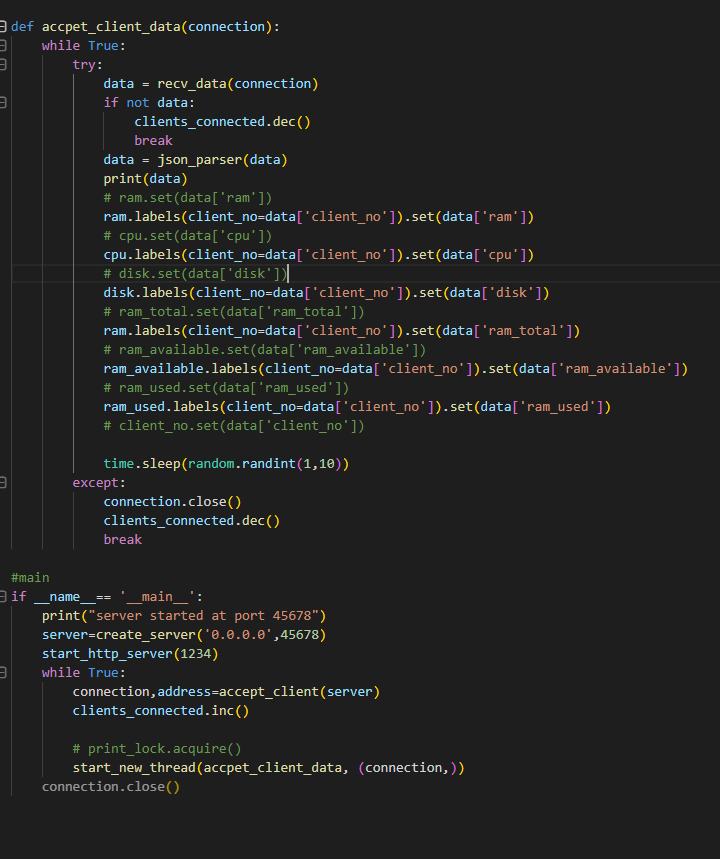 def accpet_client_data(connection):
    while True:
        try:
            data = recv_data(connection)
            if not data:
                clients_connected.dec()
                break
            data = json_parser(data)
            print(data)
            # ram.set(data['ram'])
            ram.labels(client_no=data['client_no']).set(data['ram'])
            # cpu.set(data['cpu'])
            cpu.labels(client_no=data['client_no']).set(data['cpu'])
            # disk.set(data['disk'])
            disk.labels(client_no=data['client_no']).set(data['disk'])
            # ram_total.set(data['ram_total'])
            ram.labels(client_no=data['client_no']).set(data['ram_total'])
            # ram_available.set(data['ram_available'])
            ram_available.labels(client_no=data['client_no']).set(data['ram_available'])
            # ram_used.set(data['ram_used'])
            ram_used.labels(client_no=data['client_no']).set(data['ram_used'])
            # client_no.set(data['client_no'])
            time.sleep(random.randint(1,10))
        except:
            connection.close()
            clients_connected.dec()
            break
#main
if __name__== '__main__':
    print("server started at port 45678")
    server=create_server('0.0.0.0',45678)
    start_http_server(1234)
    while True:
        connection,address=accept_client(server)
        clients_connected.inc()
        # print_lock.acquire()
        start_new_thread(accpet_client_data, (connection,))
    connection.close()